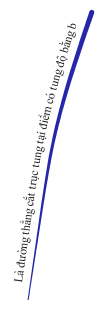 Là đường thẳng cắt trục tung tại điểm có tung độ bằng b